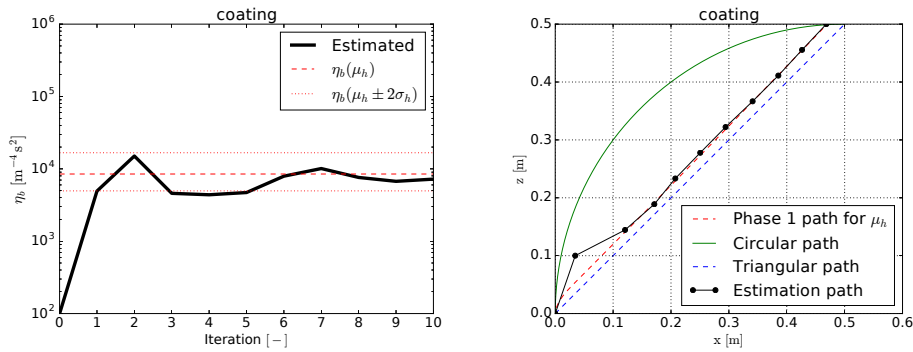 coating
10^6
10^5
10^4
10^3
10^2
η_b [m^−4 s^2]
0 1 2 3 4 5 6 7 8 9 10
Iteration [−]
Estimated
η_b(μ_h)
η_b(μ_h ± 2σ_h)
coating
0.5
0.4
0.3
0.2
0.1
0.0
z [m]
0.0 0.1 0.2 0.3 0.4 0.5 0.6
x [m]
Phase 1 path for μ_h
Circular path
Triangular path
Estimation path